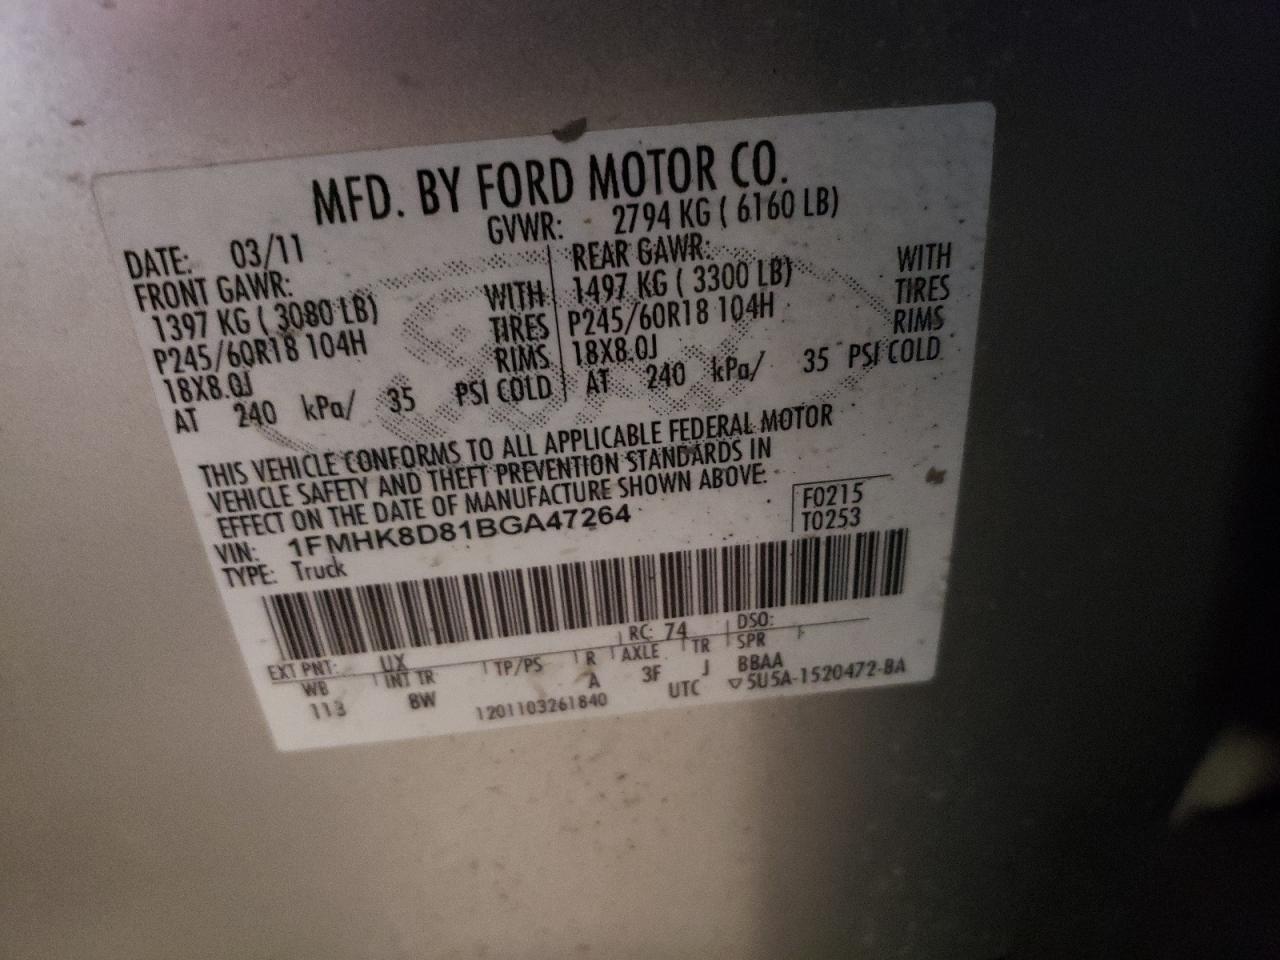 MFD. BY FORD MOTOR CO.
DATE: 03/11 GVWR: 2794 KG ( 6160 LB)
FRONT GAWR: REAR GAWR:
1397 KG ( 3080 LB) WITH 1497 KG ( 3300 LB) WITH
P245/60R18 104H TIRES P245/60R18 104H TIRES
18X8.0J RIMS 18X8.0J RIMS
AT 240 kPa/ 35 PSI COLD AT 240 kPa/ 35 PSI COLD
THIS VEHICLE CONFORMS TO ALL APPLICABLE FEDERAL MOTOR
VEHICLE SAFETY AND THEFT PREVENTION STANDARDS IN
EFFECT ON THE DATE OF MANUFACTURE SHOWN ABOVE.
VIN: 1FMHK8D81BGA47264 F0215
TYPE: Truck T0253
EXT PNT: UX RC: 74 DSO:
WB INT TR TP/PS R AXLE TR SPR
113 BW A 3F J BBAA
1201103261840 UTC ▽5U5A-1520472-BA